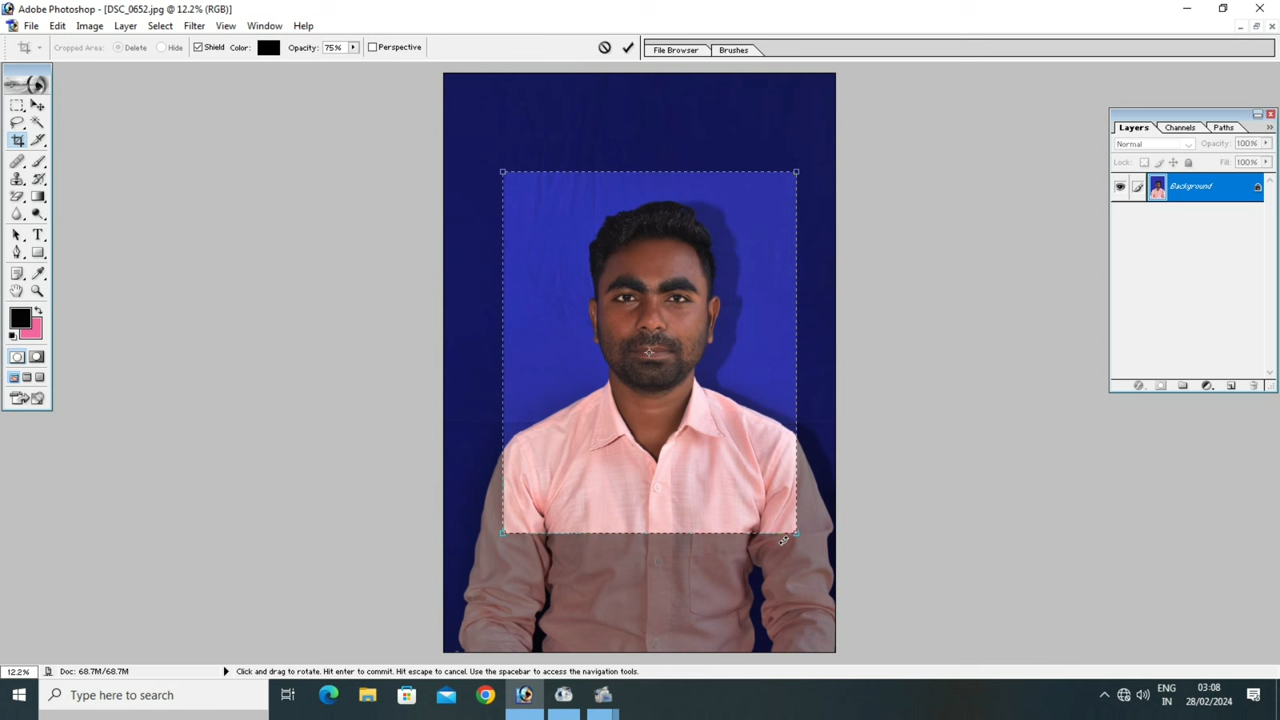 Adobe Photoshop - [DSC_0652.jpg @ 12.2% (RGB)]
File Edit Image Layer Select Filter View Window Help
Cropped Area: Delete Hide Shield Color: Opacity: 75% Perspective File Browser Brushes
Layers Channels Paths
Normal Opacity: 100%
Lock: Fill: 100%
Background
12.2% Doc: 68.7M/68.7M Click and drag to rotate. Hit enter to commit. Hit escape to cancel. Use the spacebar to access the navigation tools.
Type here to search
ENG
IN
03:08
28/02/2024